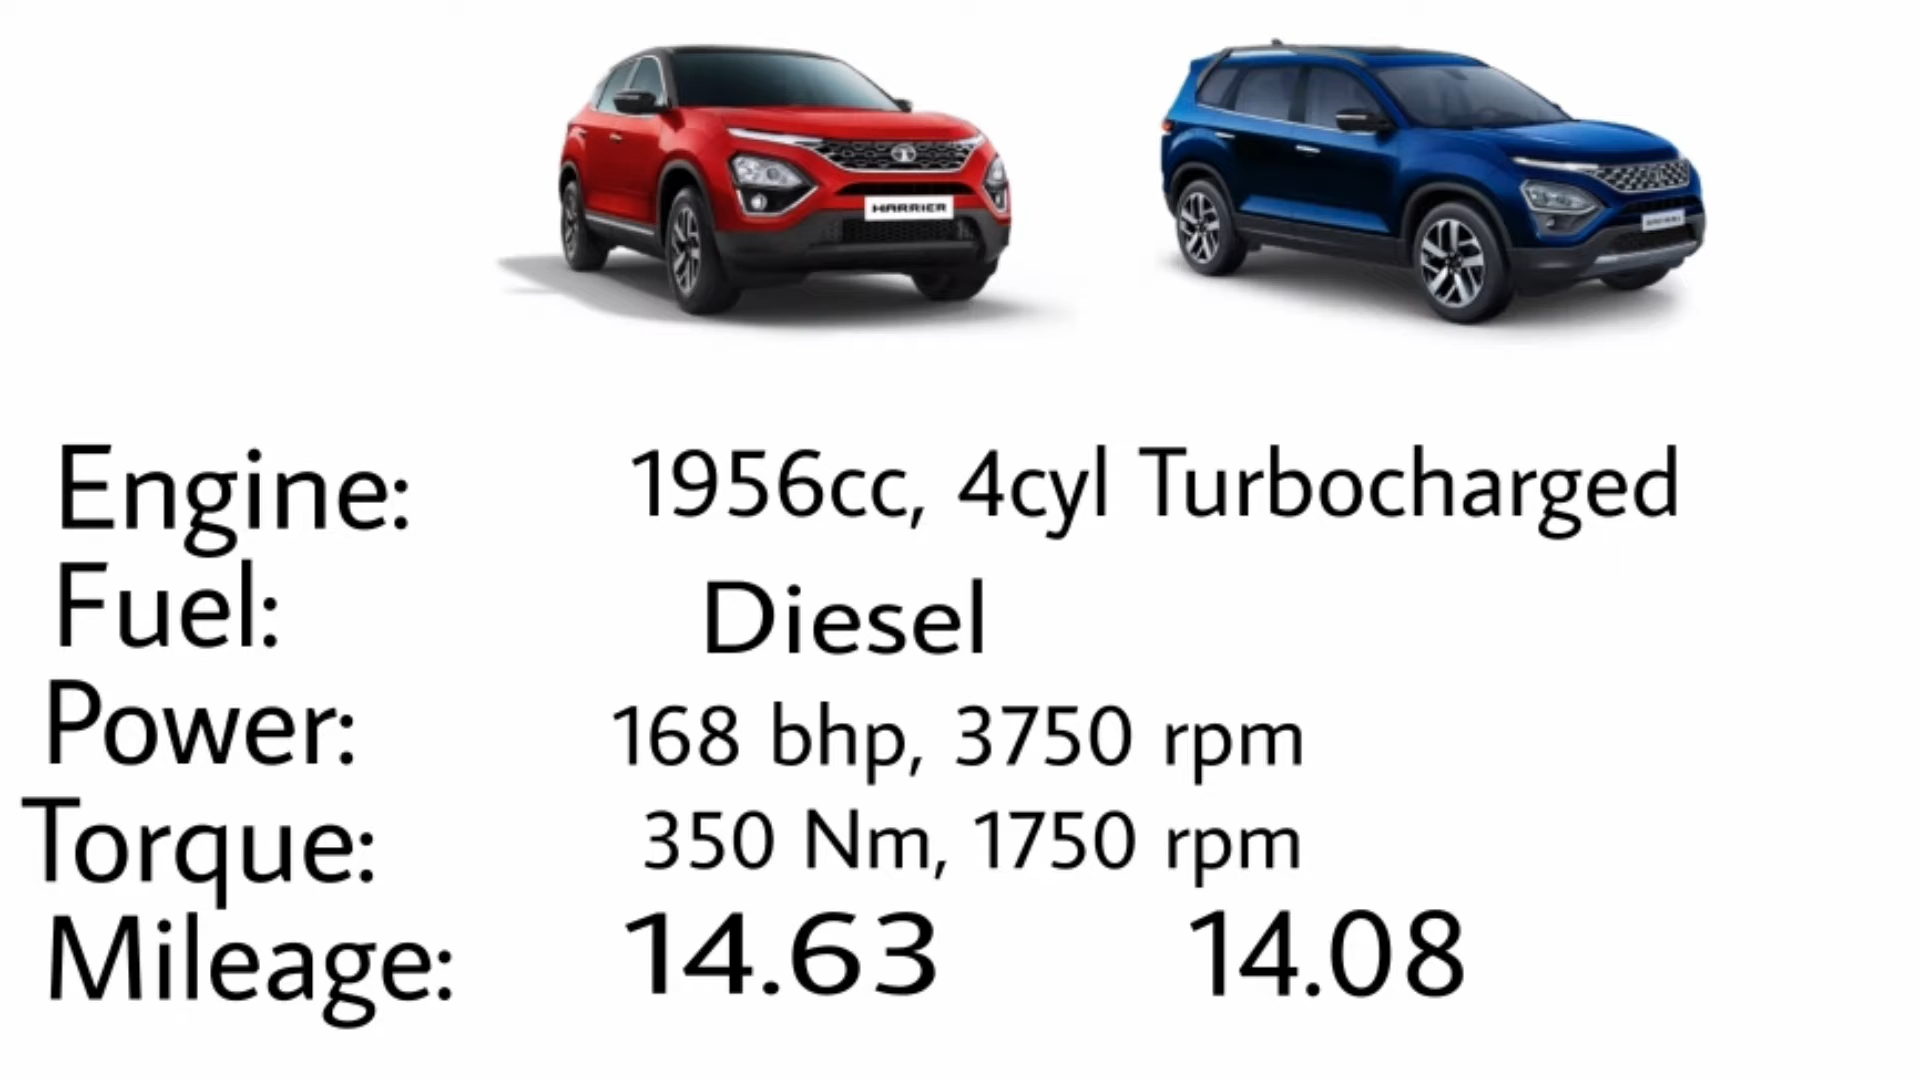 HARRIER
Engine: 1956cc, 4cyl Turbocharged
Fuel: Diesel
Power: 168 bhp, 3750 rpm
Torque: 350 Nm, 1750 rpm
Mileage: 14.63 14.08